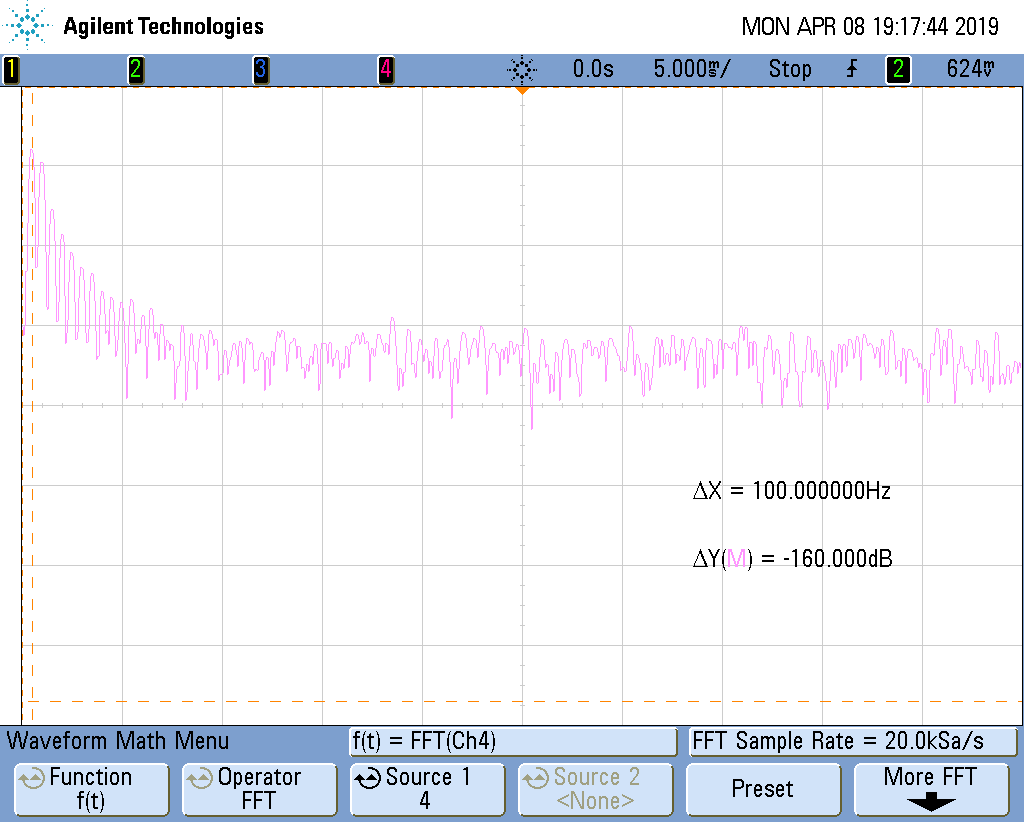 Agilent Technologies
MON APR 08 19:17:44 2019
1 2 3 4 0.0s 5.000ms/ Stop 2 624mV
ΔX = 100.000000Hz
ΔY(M) = -160.000dB
Waveform Math Menu f(t) = FFT(Ch4) FFT Sample Rate = 20.0kSa/s
Function Operator Source 1 Source 2 Preset More FFT
f(t) FFT 4 <None>